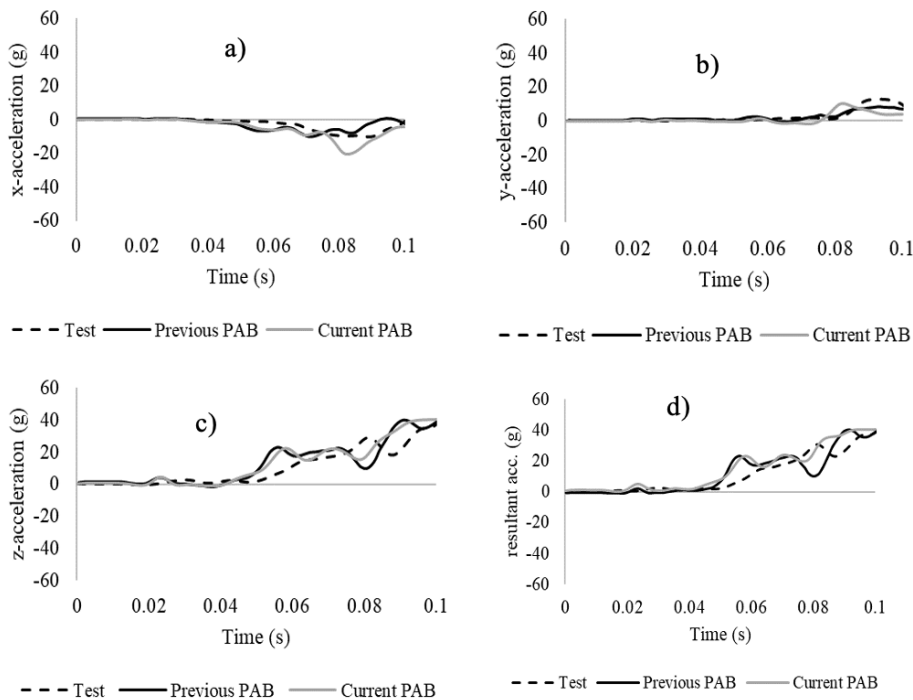 a)
x-acceleration (g)
60
40
20
0
-20
-40
-60
0 0.02 0.04 0.06 0.08 0.1
Time (s)
Test Previous PAB Current PAB
b)
y-acceleration (g)
60
40
20
0
-20
-40
-60
0 0.02 0.04 0.06 0.08 0.1
Time (s)
Test Previous PAB Current PAB
c)
z-acceleration (g)
60
40
20
0
-20
-40
-60
0 0.02 0.04 0.06 0.08 0.1
Time (s)
Test Previous PAB Current PAB
d)
resultant acc. (g)
60
40
20
0
-20
-40
-60
0 0.02 0.04 0.06 0.08 0.1
Time (s)
Test Previous PAB Current PAB